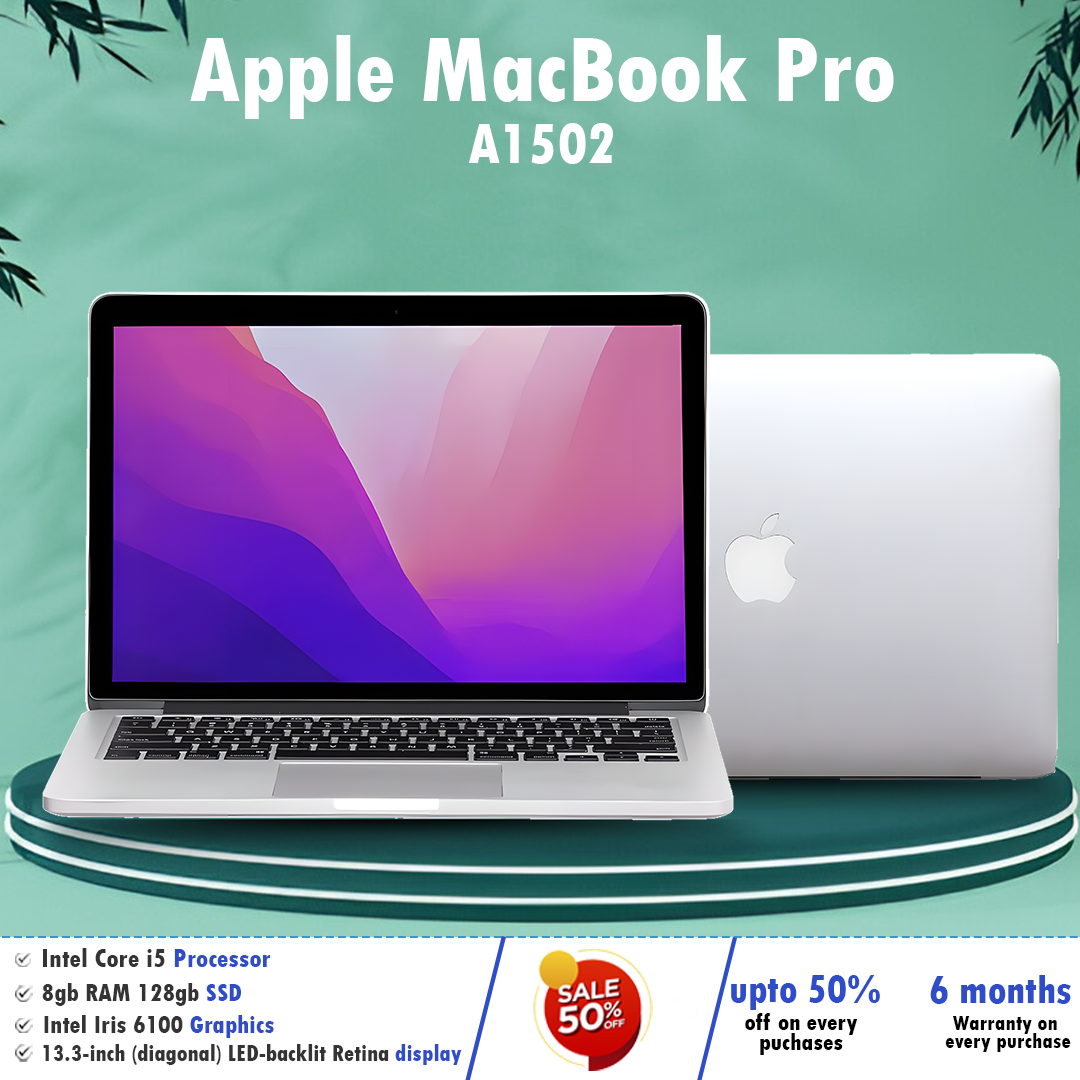 Apple MacBook Pro
A1502
Intel Core i5 Processor
8gb RAM 128gb SSD
Intel Iris 6100 Graphics
13.3-inch (diagonal) LED-backlit Retina display
SALE
50% OFF
upto 50%
off on every
puchases
6 months
Warranty on
every purchase